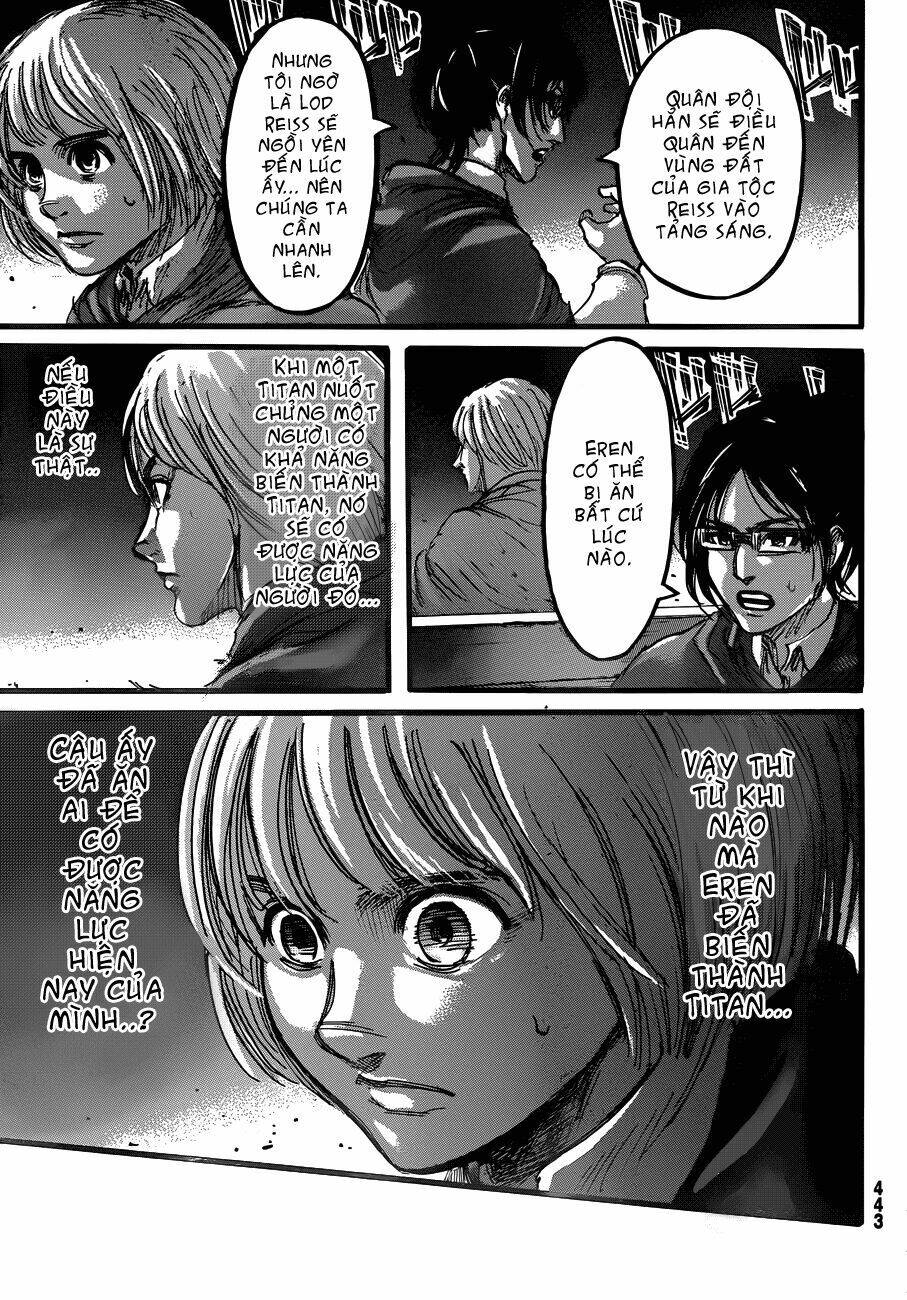 QUÂN ĐỘI
HẲN SẼ ĐIỀU
QUÂN ĐẾN
VÙNG ĐẤT
CỦA GIA TỘC
REISS VÀO
TẢNG SÁNG.
NHƯNG
TÔI NGỜ
LÀ LOD
REISS SẼ
NGỒI YÊN
ĐẾN LÚC
ẤY... NÊN
CHÚNG TA
CẦN
NHANH
LÊN.
EREN
CÓ THỂ
BỊ ĂN
BẤT CỨ
LÚC
NÀO.
KHI MỘT
TITAN NUỐT
CHỬNG MỘT
NGƯỜI CÓ
KHẢ NĂNG
BIẾN THÀNH
TITAN, NÓ
SẼ CÓ
ĐƯỢC NĂNG
LỰC CỦA
NGƯỜI ĐÓ...
NẾU
ĐIỀU
NÀY
LÀ SỰ
THẬT..
VẬY THÌ
TỪ KHI
NÀO
MÀ
EREN
ĐÃ
BIẾN
THÀNH
TITAN...
CẬU ẤY
ĐÃ ĂN
AI ĐỂ
CÓ
ĐƯỢC
NĂNG
LỰC
HIỆN
NAY CỦA
MÌNH..?
443